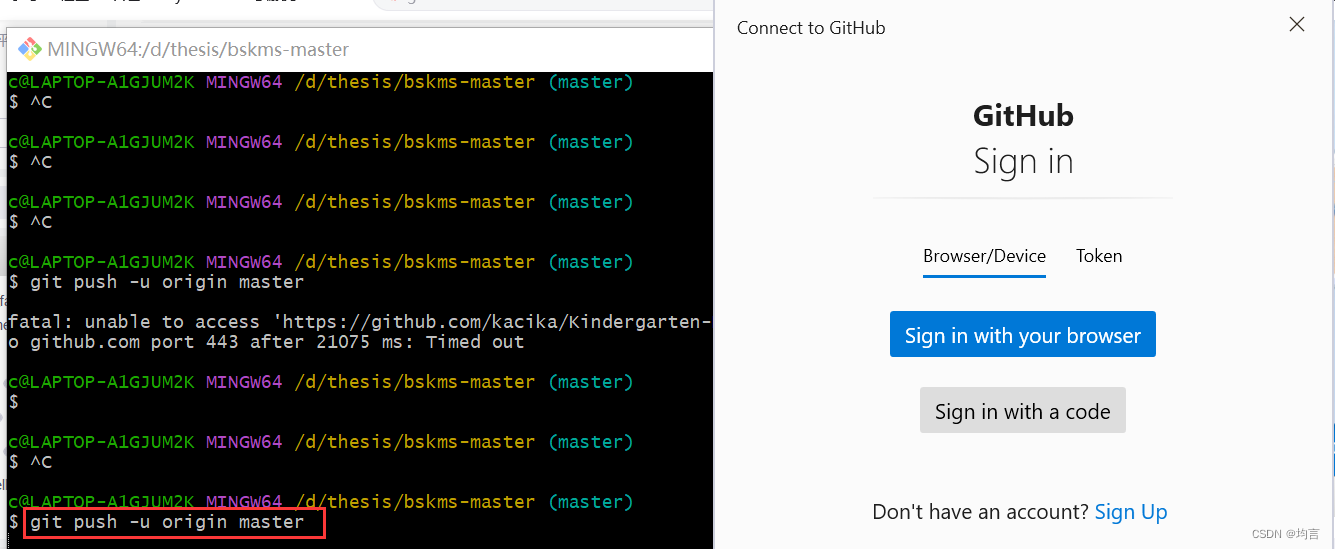 MINGW64:/d/thesis/bskms-master
c@LAPTOP-A1GJUM2K MINGW64 /d/thesis/bskms-master (master)
$ ^C
c@LAPTOP-A1GJUM2K MINGW64 /d/thesis/bskms-master (master)
$ ^C
c@LAPTOP-A1GJUM2K MINGW64 /d/thesis/bskms-master (master)
$ ^C
c@LAPTOP-A1GJUM2K MINGW64 /d/thesis/bskms-master (master)
$ git push -u origin master
fatal: unable to access 'https://github.com/kacika/Kindergarten-
o github.com port 443 after 21075 ms: Timed out
c@LAPTOP-A1GJUM2K MINGW64 /d/thesis/bskms-master (master)
$
c@LAPTOP-A1GJUM2K MINGW64 /d/thesis/bskms-master (master)
$ ^C
c@LAPTOP-A1GJUM2K MINGW64 /d/thesis/bskms-master (master)
$ git push -u origin master
Connect to GitHub
GitHub
Sign in
Browser/Device Token
Sign in with your browser
Sign in with a code
Don't have an account? Sign Up
CSDN @均言